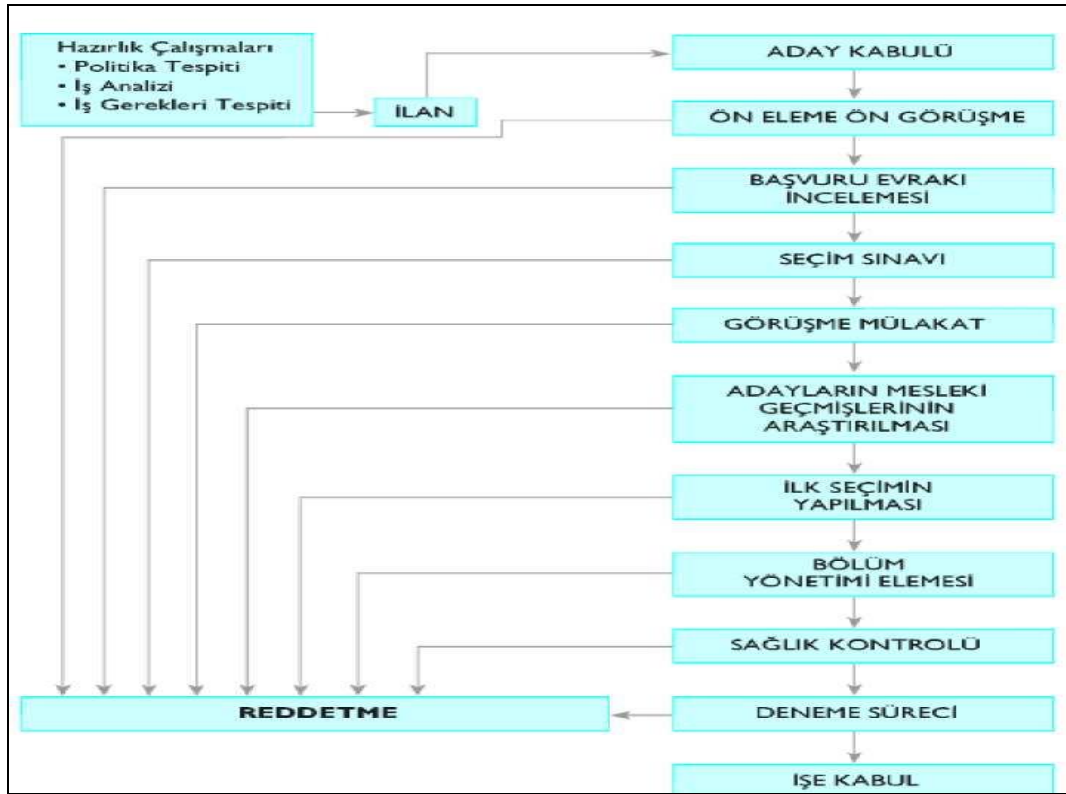 Hazırlık Çalışmaları
• Politika Tespiti
• İş Analizi
• İş Gerekleri Tespiti
İLAN
ADAY KABULÜ
ÖN ELEME ÖN GÖRÜŞME
BAŞVURU EVRAKI
İNCELEMESİ
SEÇİM SINAVI
GÖRÜŞME MÜLAKAT
ADAYLARIN MESLEKİ
GEÇMİŞLERİNİN
ARAŞTIRILMASI
İLK SEÇİMİN
YAPILMASI
BÖLÜM
YÖNETİMİ ELEMESİ
SAĞLIK KONTROLÜ
REDDETME
DENEME SÜRECİ
İŞE KABUL